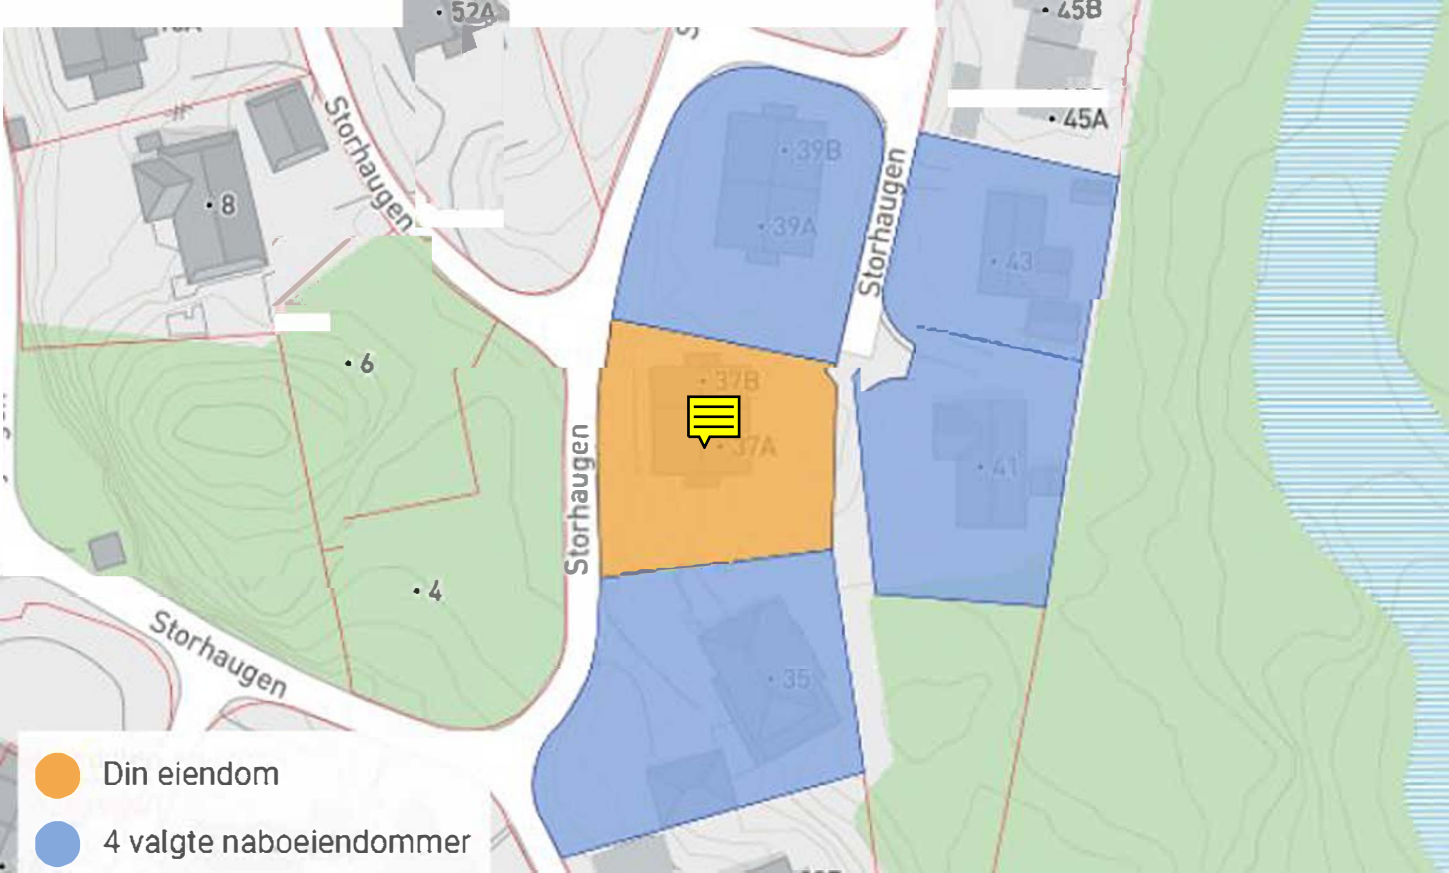 52A
45B
45A
Storhaugen
39B
8
39A
Storhaugen
43
6
37B
37A
41
Storhaugen
4
Storhaugen
35
Din eiendom
4 valgte naboeiendommer